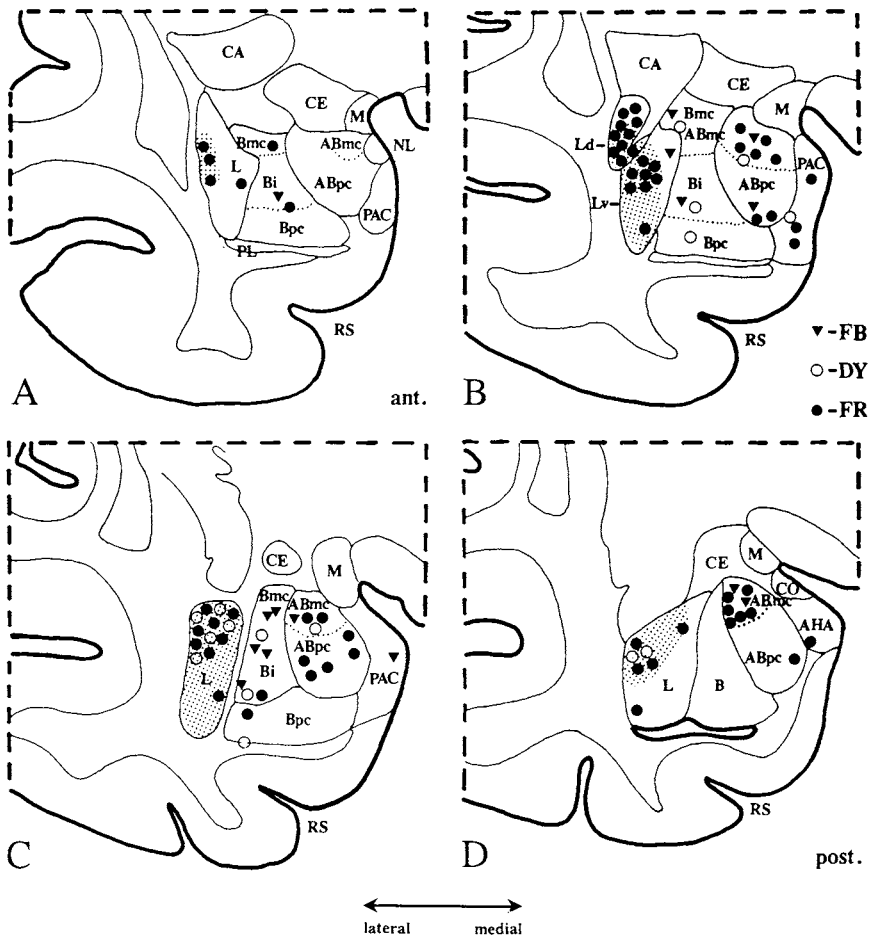 A
CA
CE
M
NL
Bmc
ABmc
L
Bi
ABpc
PAC
Bpc
PL
RS
ant.
B
CA
CE
M
Bmc
ABmc
Ld
PAC
Bi
ABpc
Lv
Bpc
RS
▼-FB
○-DY
●-FR
C
CE
M
Bmc
ABmc
ABpc
L
Bi
PAC
Bpc
RS
D
CE
M
CO
ABmc
AHA
ABpc
L
B
RS
post.
lateral medial